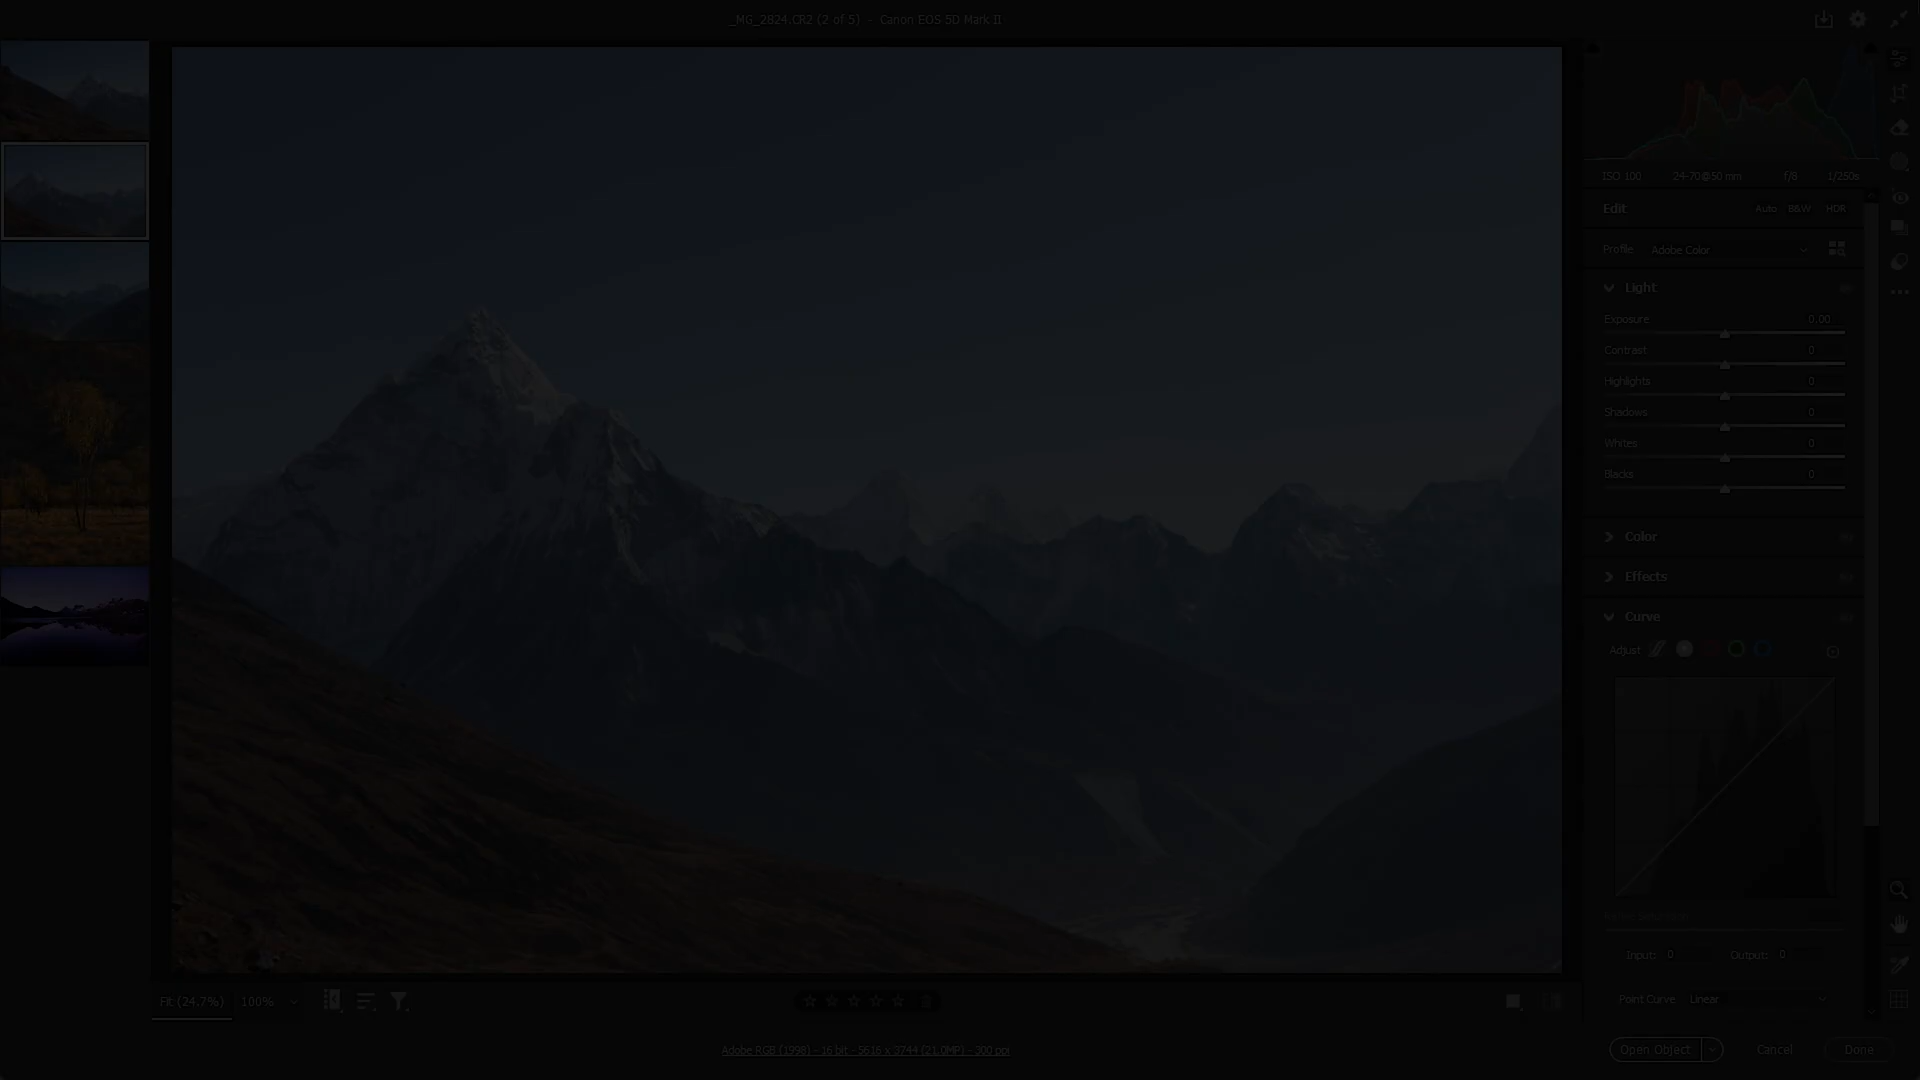 _MG_2824.CR2 (2 of 5) - Canon EOS 5D Mark II
ISO 100 24-70@50 mm f/8 1/250s
Edit Auto B&W HDR
Profile Adobe Color
Light
Exposure 0.00
Contrast 0
Highlights 0
Shadows 0
Whites 0
Blacks 0
Color
Effects
Curve
Adjust
Input: 0 Output: 0
Point Curve Linear
Fit (24.7%) 100%
Adobe RGB (1998) - 16 bit - 5616 x 3744 (21.0MP) - 300 ppi
Open Object Cancel Done